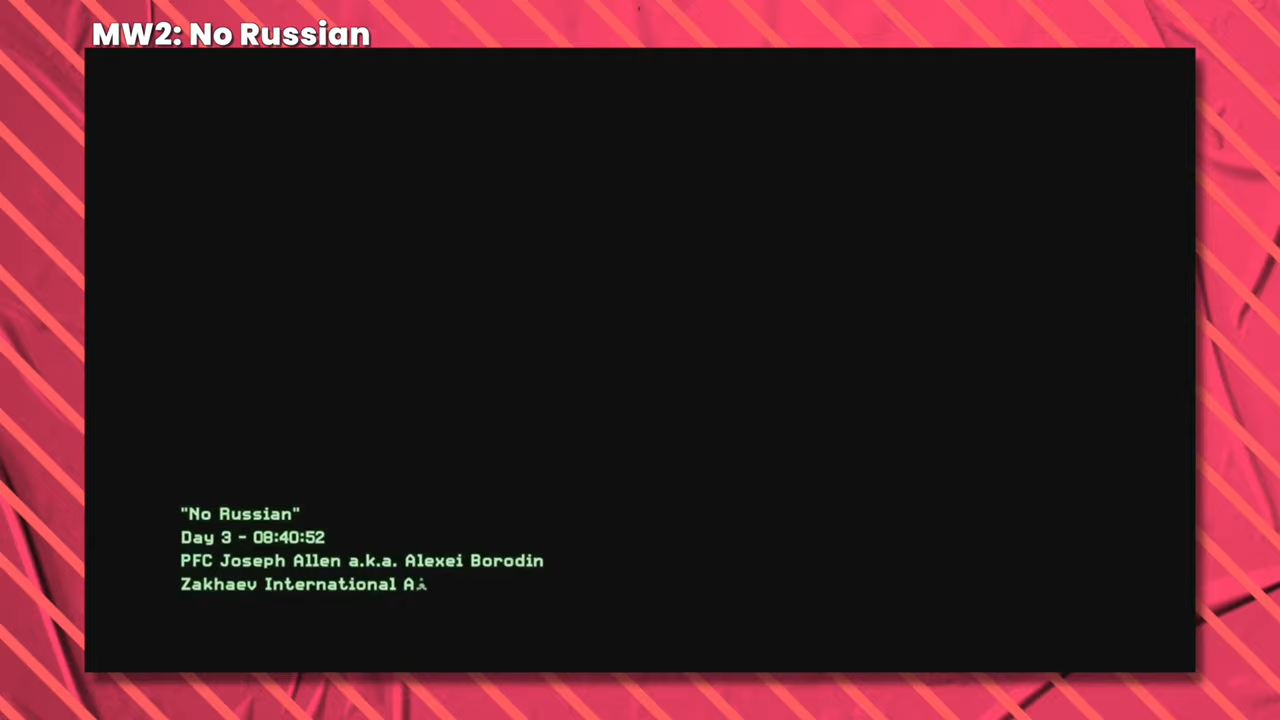 MW2: No Russian
"No Russian"
Day 3 - 08:40:52
PFC Joseph Allen a.k.a. Alexei Borodin
Zakhaev International A